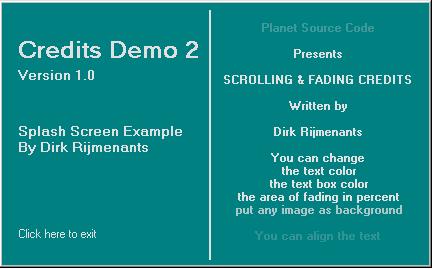 Credits Demo 2
Version 1.0
Splash Screen Example
By Dirk Rijmenants
Click here to exit
Planet Source Code
Presents
SCROLLING & FADING CREDITS
Written by
Dirk Rijmenants
You can change
the text color
the text box color
the area of fading in percent
put any image as background
You can align the text